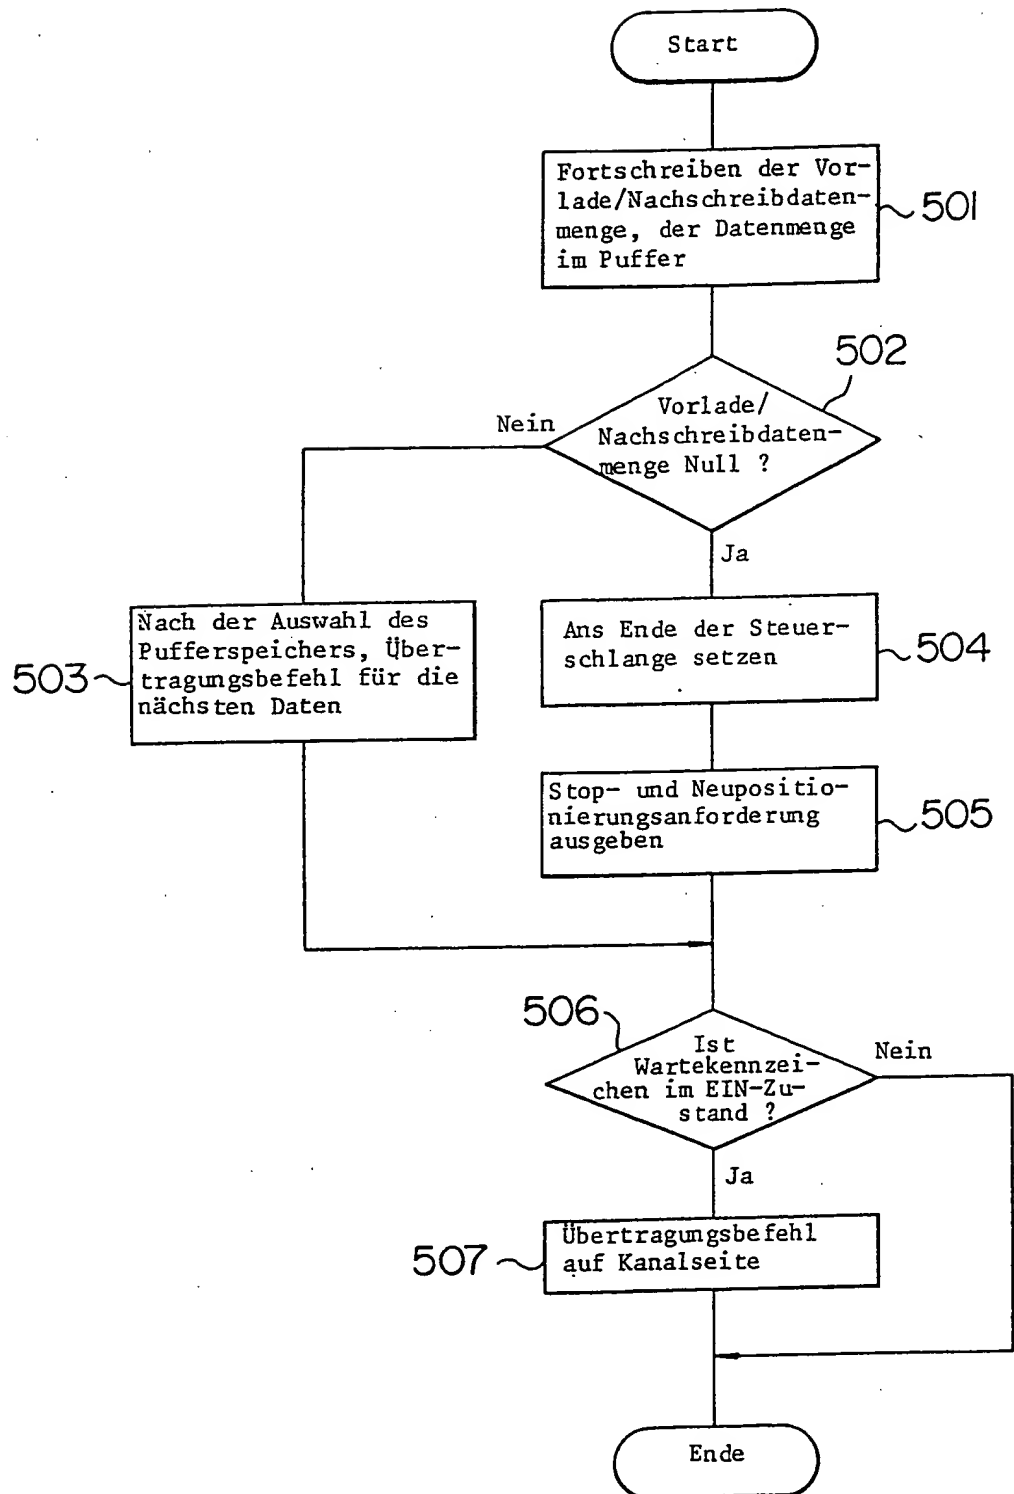 Start
Fortschreiben der Vor-
lade/Nachschreibdaten-
menge, der Datenmenge
im Puffer
501
502
Vorlade/
Nachschreibdaten-
menge Null ?
Nein
Ja
Nach der Auswahl des
Pufferspeichers, Über-
tragungsbefehl für die
nächsten Daten
503
Ans Ende der Steuer-
schlange setzen
504
Stop- und Neupositio-
nierungsanforderung
ausgeben
505
506
Ist
Wartekennzei-
chen im EIN-Zu-
stand ?
Nein
Ja
Übertragungsbefehl
auf Kanalseite
507
Ende